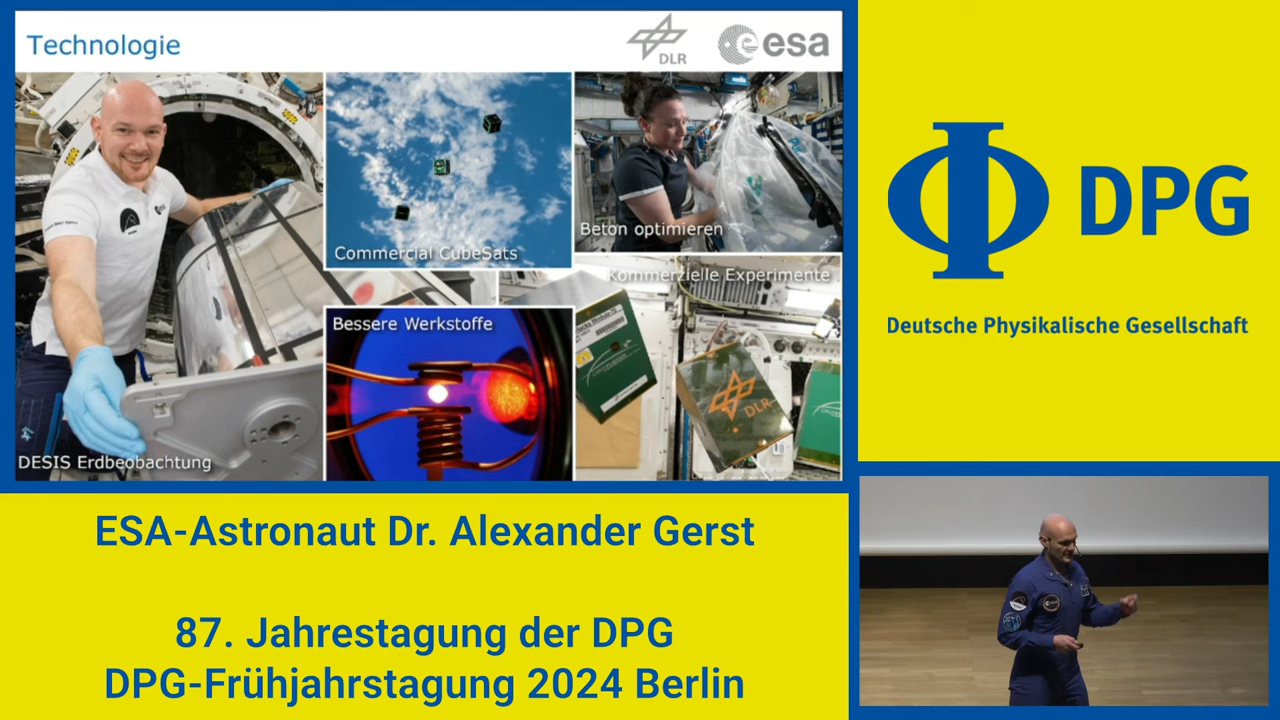 Technologie
DLR
esa
Commercial CubeSats
Beton optimieren
Kommerzielle Experimente
Bessere Werkstoffe
DLR
DESIS Erdbeobachtung
DPG
Deutsche Physikalische Gesellschaft
ESA-Astronaut Dr. Alexander Gerst
87. Jahrestagung der DPG
DPG-Frühjahrstagung 2024 Berlin